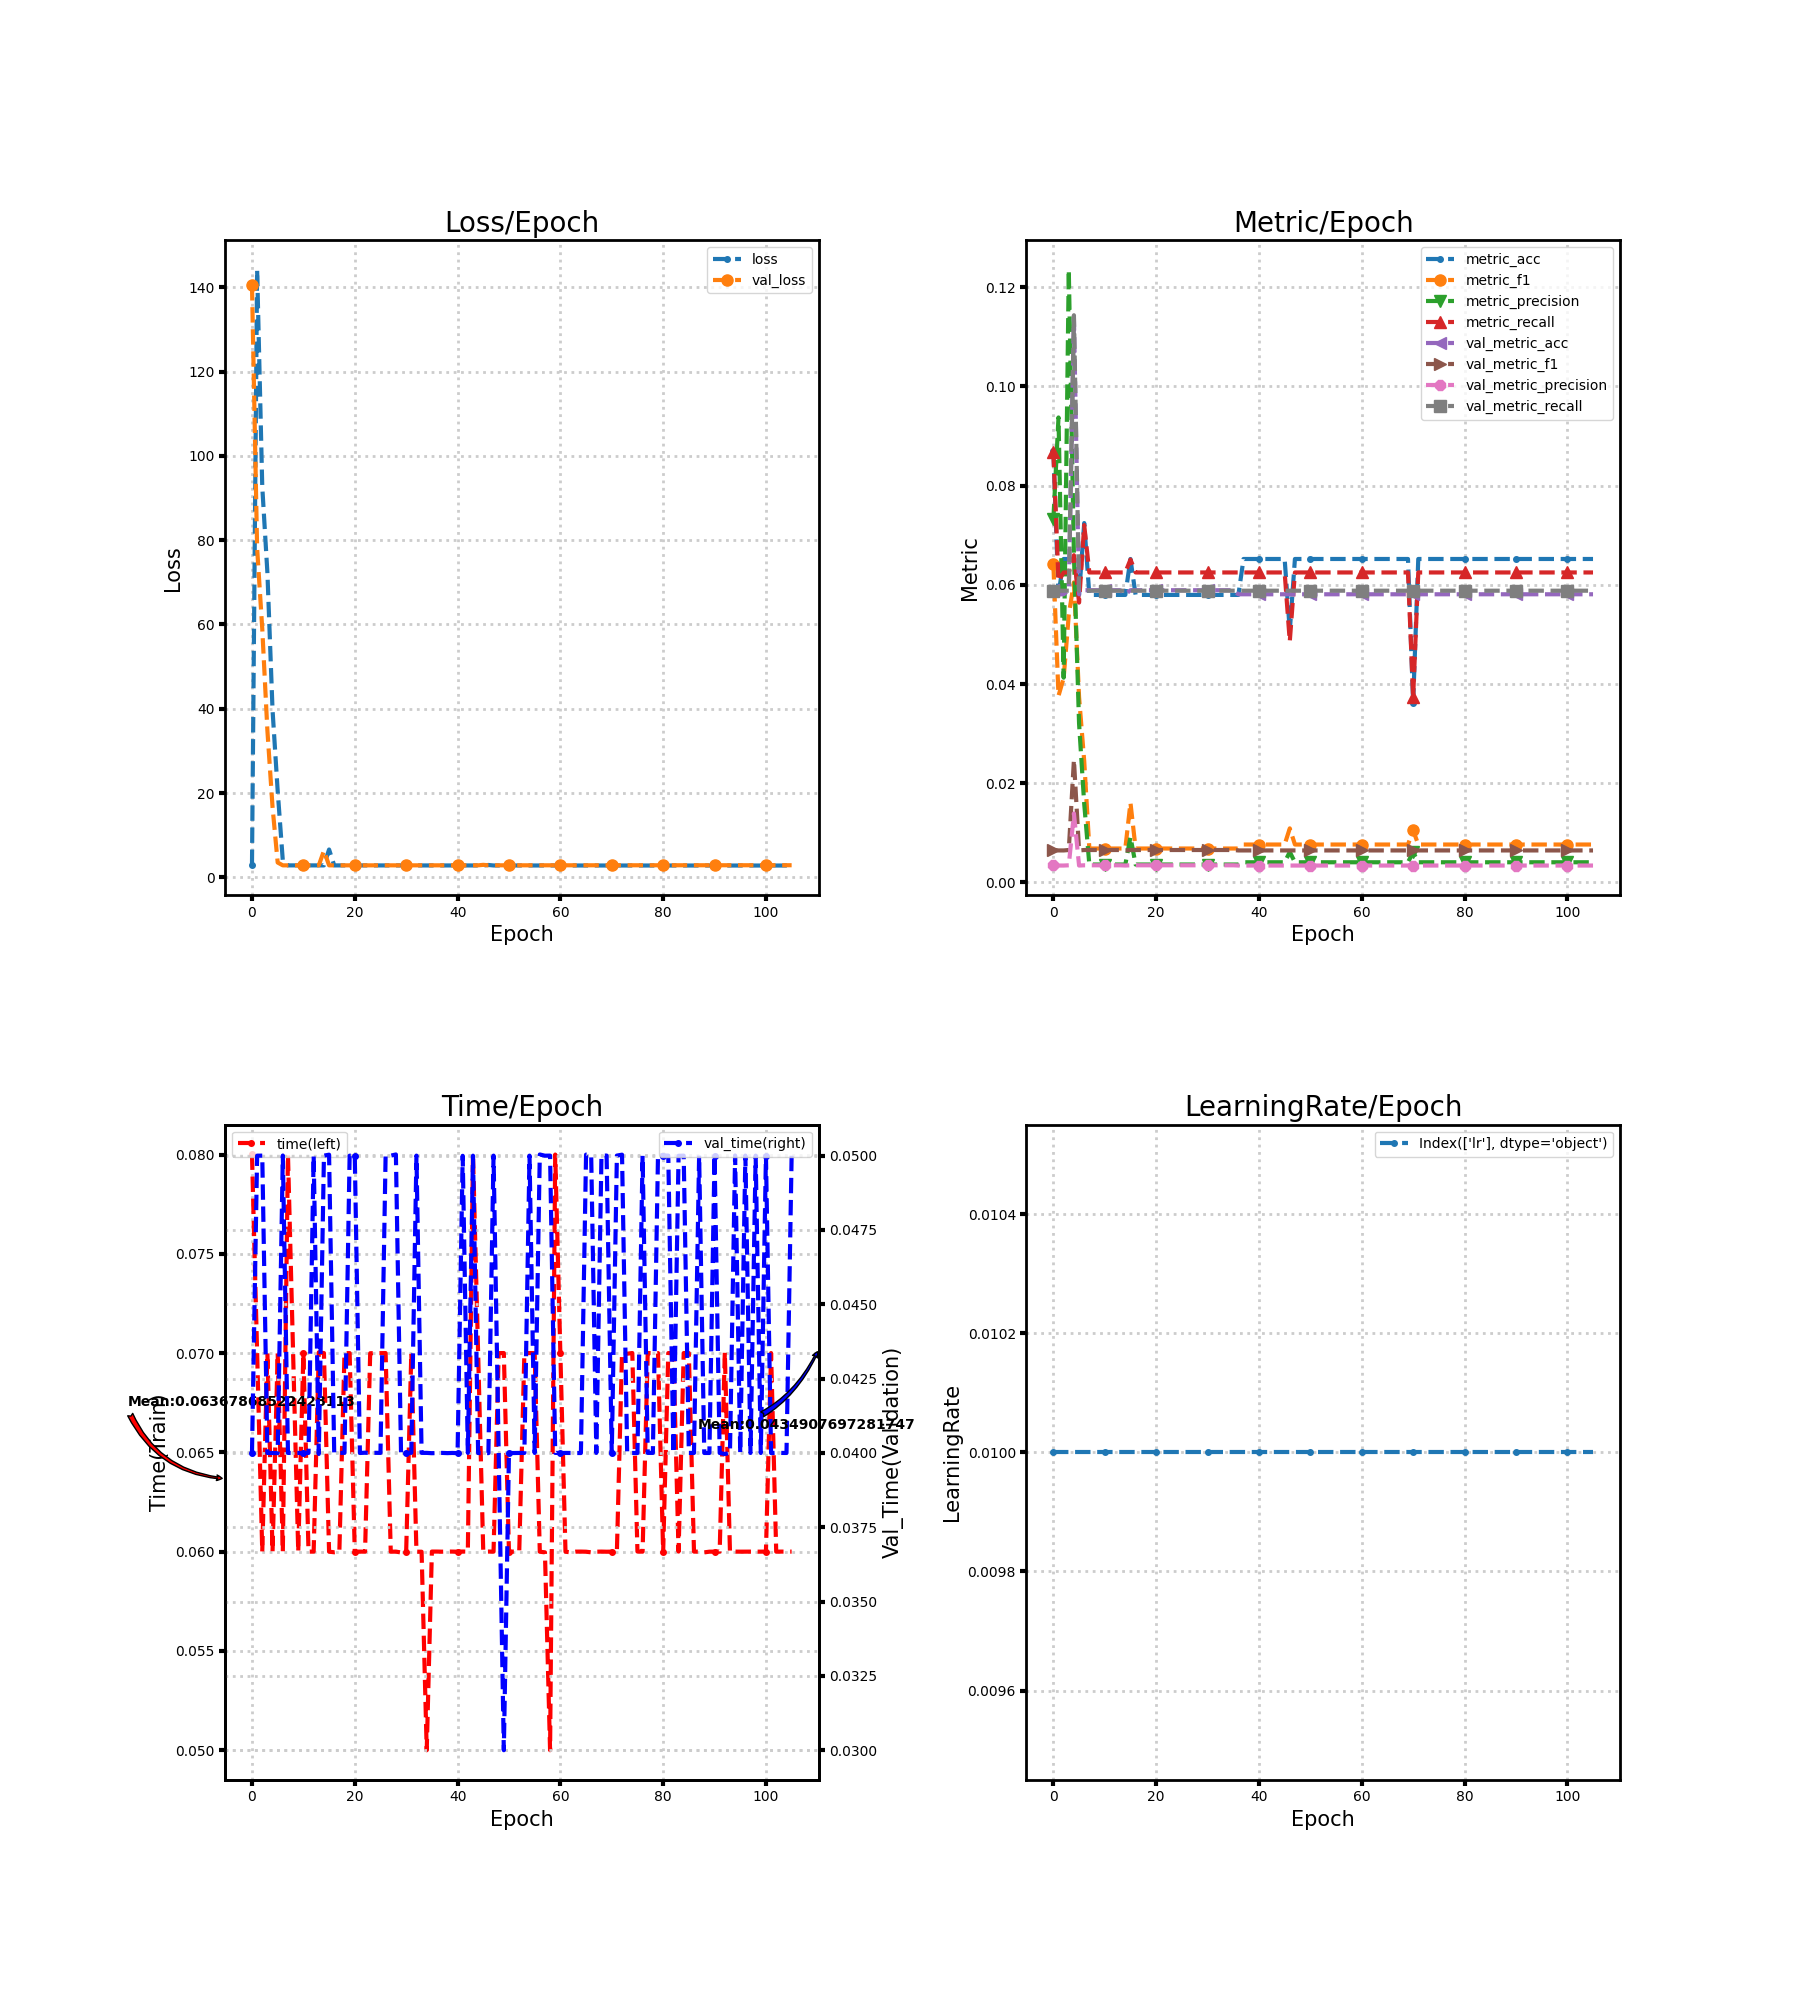 Loss/Epoch
loss
val_loss
140
120
100
80
60
40
20
0
Loss
0 20 40 60 80 100
Epoch
Metric/Epoch
metric_acc
metric_f1
metric_precision
metric_recall
val_metric_acc
val_metric_f1
val_metric_precision
val_metric_recall
0.12
0.10
0.08
0.06
0.04
0.02
0.00
Metric
0 20 40 60 80 100
Epoch
Time/Epoch
time(left)
val_time(right)
0.080
0.075
0.070
0.065
0.060
0.055
0.050
Time(Train)
0.0500
0.0475
0.0450
0.0425
0.0400
0.0375
0.0350
0.0325
0.0300
Val_Time(Validation)
Mean:0.0434907697281747
0 20 40 60 80 100
Epoch
LearningRate/Epoch
Index(['lr'], dtype='object')
0.0104
0.0102
0.0100
0.0098
0.0096
LearningRate
0 20 40 60 80 100
Epoch